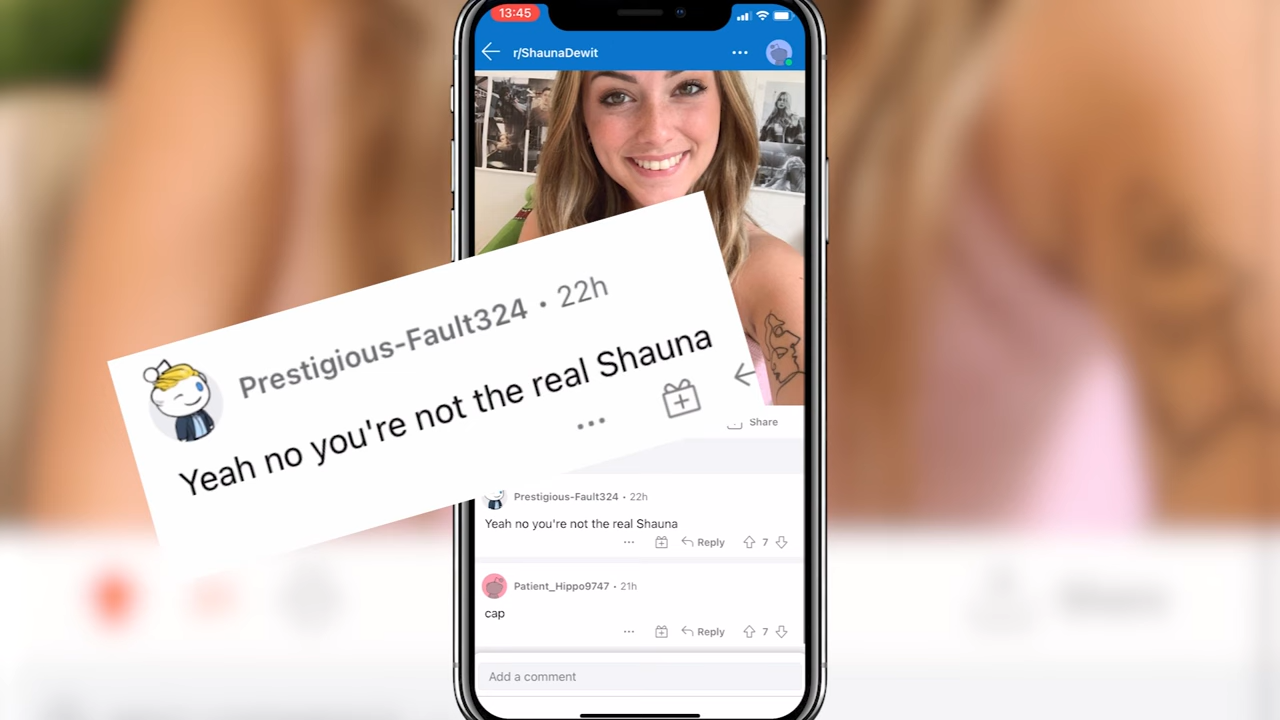 13:45
r/ShaunaDewit
Prestigious-Fault324 • 22h
Yeah no you're not the real Shauna
Share
Prestigious-Fault324 • 22h
Yeah no you're not the real Shauna
Reply 7
Patient_Hippo9747 • 21h
cap
Reply 7
Add a comment